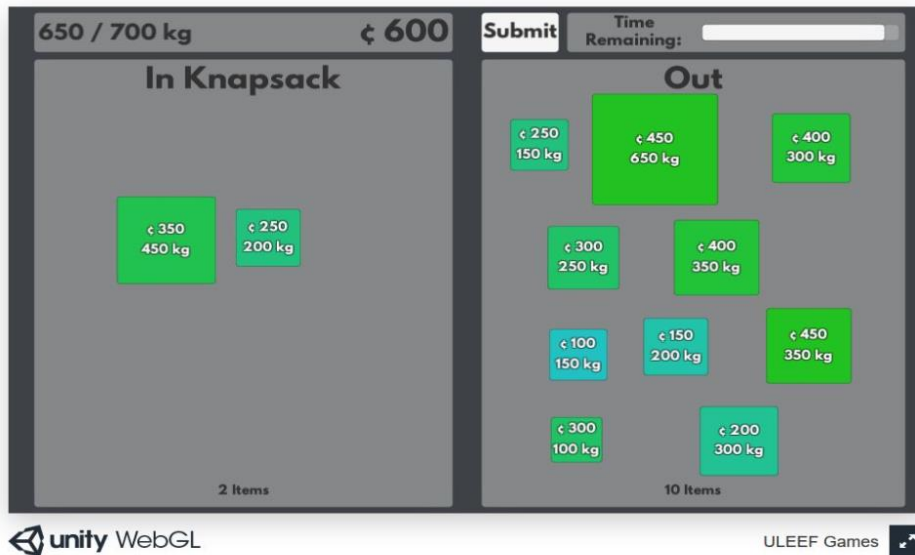 650 / 700 kg
¢ 600
Submit
Time
Remaining:
In Knapsack
¢ 350
450 kg
¢ 250
200 kg
2 Items
Out
¢ 250
150 kg
¢ 450
650 kg
¢ 400
300 kg
¢ 300
250 kg
¢ 400
350 kg
¢ 100
150 kg
¢ 150
200 kg
¢ 450
350 kg
¢ 300
100 kg
¢ 200
300 kg
10 Items
unity WebGL
ULEEF Games